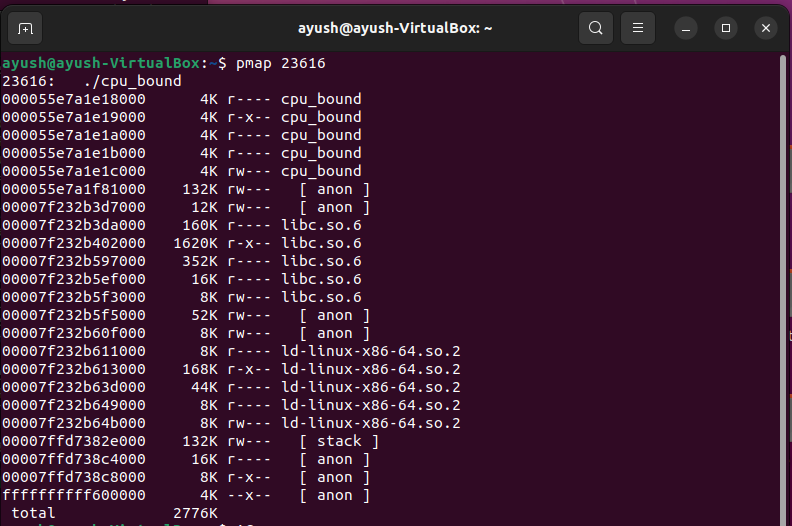 ayush@ayush-VirtualBox: ~
ayush@ayush-VirtualBox:~$ pmap 23616
23616:   ./cpu_bound
000055e7a1e18000      4K r---- cpu_bound
000055e7a1e19000      4K r-x-- cpu_bound
000055e7a1e1a000      4K r---- cpu_bound
000055e7a1e1b000      4K r---- cpu_bound
000055e7a1e1c000      4K rw--- cpu_bound
000055e7a1f81000    132K rw---   [ anon ]
00007f232b3d7000     12K rw---   [ anon ]
00007f232b3da000    160K r---- libc.so.6
00007f232b402000   1620K r-x-- libc.so.6
00007f232b597000    352K r---- libc.so.6
00007f232b5ef000     16K r---- libc.so.6
00007f232b5f3000      8K rw--- libc.so.6
00007f232b5f5000     52K rw---   [ anon ]
00007f232b60f000      8K rw---   [ anon ]
00007f232b611000      8K r---- ld-linux-x86-64.so.2
00007f232b613000    168K r-x-- ld-linux-x86-64.so.2
00007f232b63d000     44K r---- ld-linux-x86-64.so.2
00007f232b649000      8K r---- ld-linux-x86-64.so.2
00007f232b64b000      8K rw--- ld-linux-x86-64.so.2
00007ffd7382e000    132K rw---   [ stack ]
00007ffd738c4000     16K r----   [ anon ]
00007ffd738c8000      8K r-x--   [ anon ]
ffffffffff600000      4K --x--   [ anon ]
 total             2776K